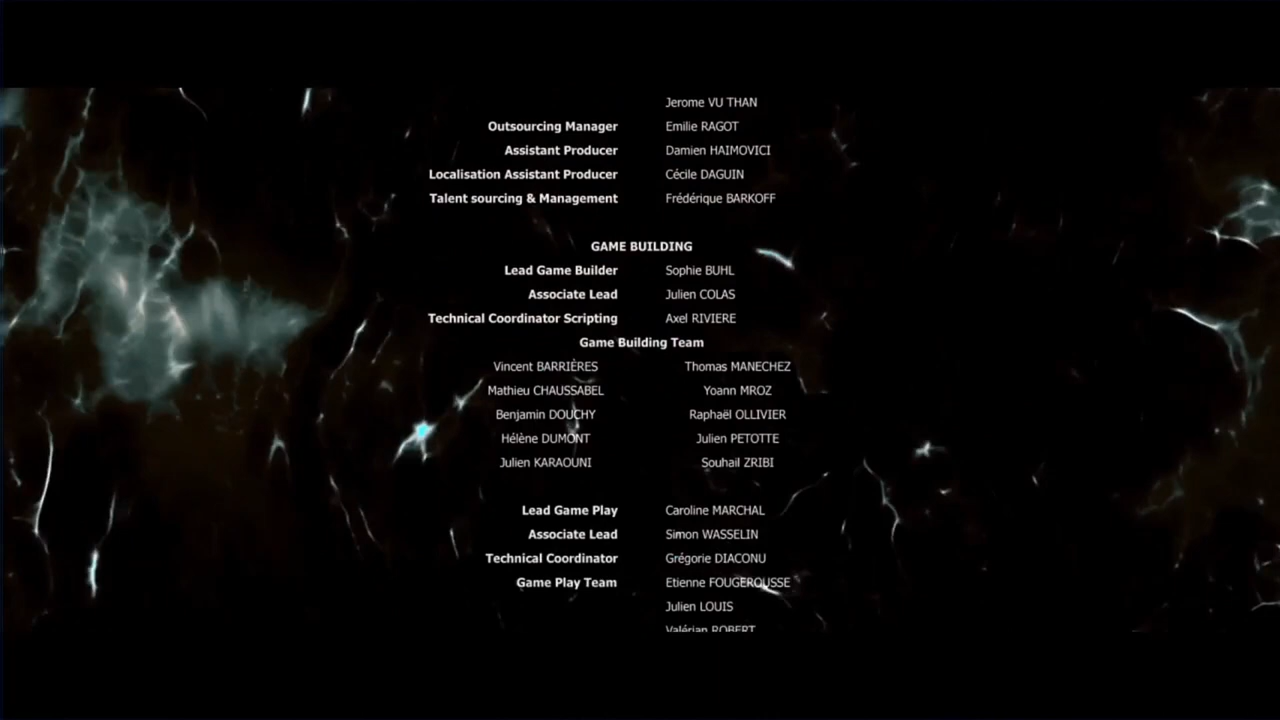 Jerome VU THAN
Outsourcing Manager Emilie RAGOT
Assistant Producer Damien HAIMOVICI
Localisation Assistant Producer Cécile DAGUIN
Talent sourcing & Management Frédérique BARKOFF
GAME BUILDING
Lead Game Builder Sophie BUHL
Associate Lead Julien COLAS
Technical Coordinator Scripting Axel RIVIERE
Game Building Team
Vincent BARRIÈRES Thomas MANECHEZ
Mathieu CHAUSSABEL Yoann MROZ
Benjamin DOUCHY Raphaël OLLIVIER
Hélène DUMONT Julien PETOTTE
Julien KARAOUNI Souhail ZRIBI
Lead Game Play Caroline MARCHAL
Associate Lead Simon WASSELIN
Technical Coordinator Grégorie DIACONU
Game Play Team Etienne FOUGEROUSSE
Julien LOUIS
Valérian ROBERT